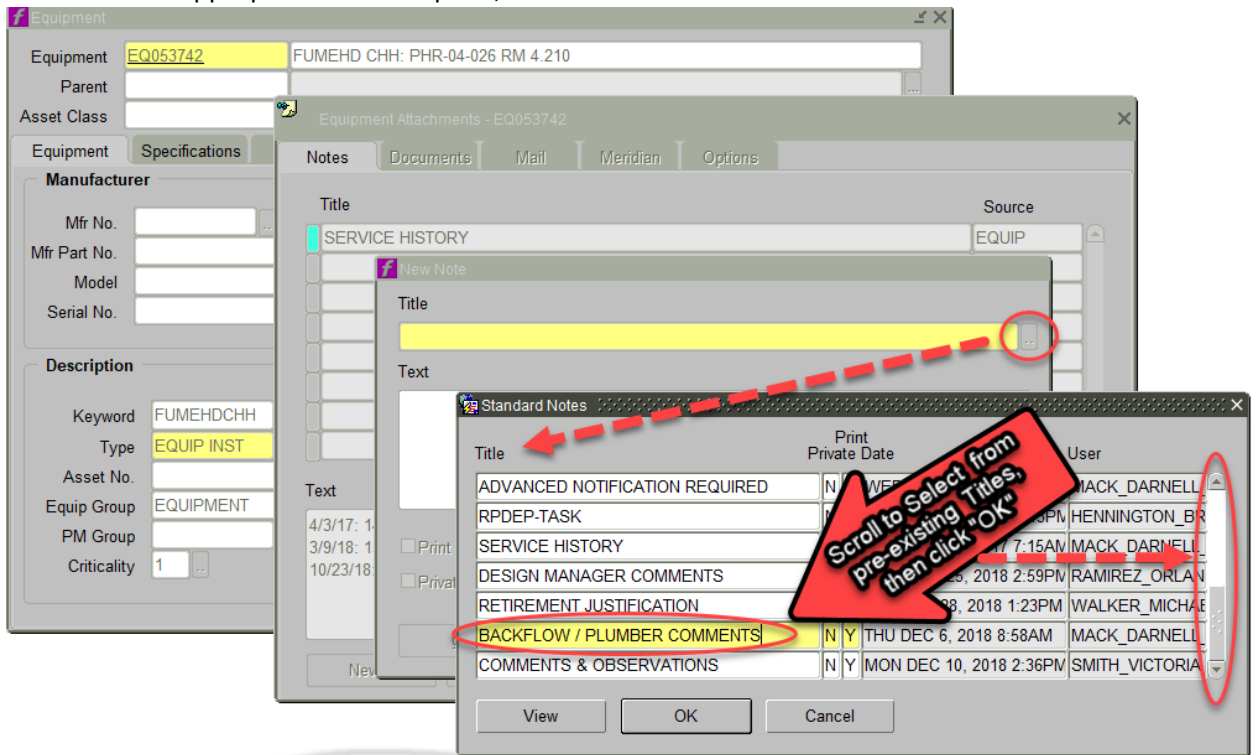 Equipment
Equipment EQ053742 FUMEHD CHH: PHR-04-026 RM 4.210
Parent
Asset Class
Equipment Specifications
Manufacturer
Mfr No.
Mfr Part No.
Model
Serial No.
Description
Keyword FUMEHDCHH
Type EQUIP INST
Asset No.
Equip Group EQUIPMENT
PM Group
Criticality 1
Equipment Attachments - EQ053742
Notes Documents Mail Meridian Options
Title Source
SERVICE HISTORY EQUIP
Text
4/3/17:
3/9/18:
10/23/18:
New Note
Title
Text
Print
Standard Notes
Title Private Print Date User
ADVANCED NOTIFICATION REQUIRED N MACK_DARNELL_
RPDEP-TASK HENNINGTON_BR
SERVICE HISTORY 7:15AM MACK_DARNELL_
DESIGN MANAGER COMMENTS 2018 2:59PM RAMIREZ_ORLAN
RETIREMENT JUSTIFICATION 2018 1:23PM WALKER_MICHAE
BACKFLOW / PLUMBER COMMENTS N Y THU DEC 6, 2018 8:58AM MACK_DARNELL_
COMMENTS & OBSERVATIONS N Y MON DEC 10, 2018 2:36PM SMITH_VICTORIA
View OK Cancel
Scroll to Select from
pre-existing Titles,
then click "OK"